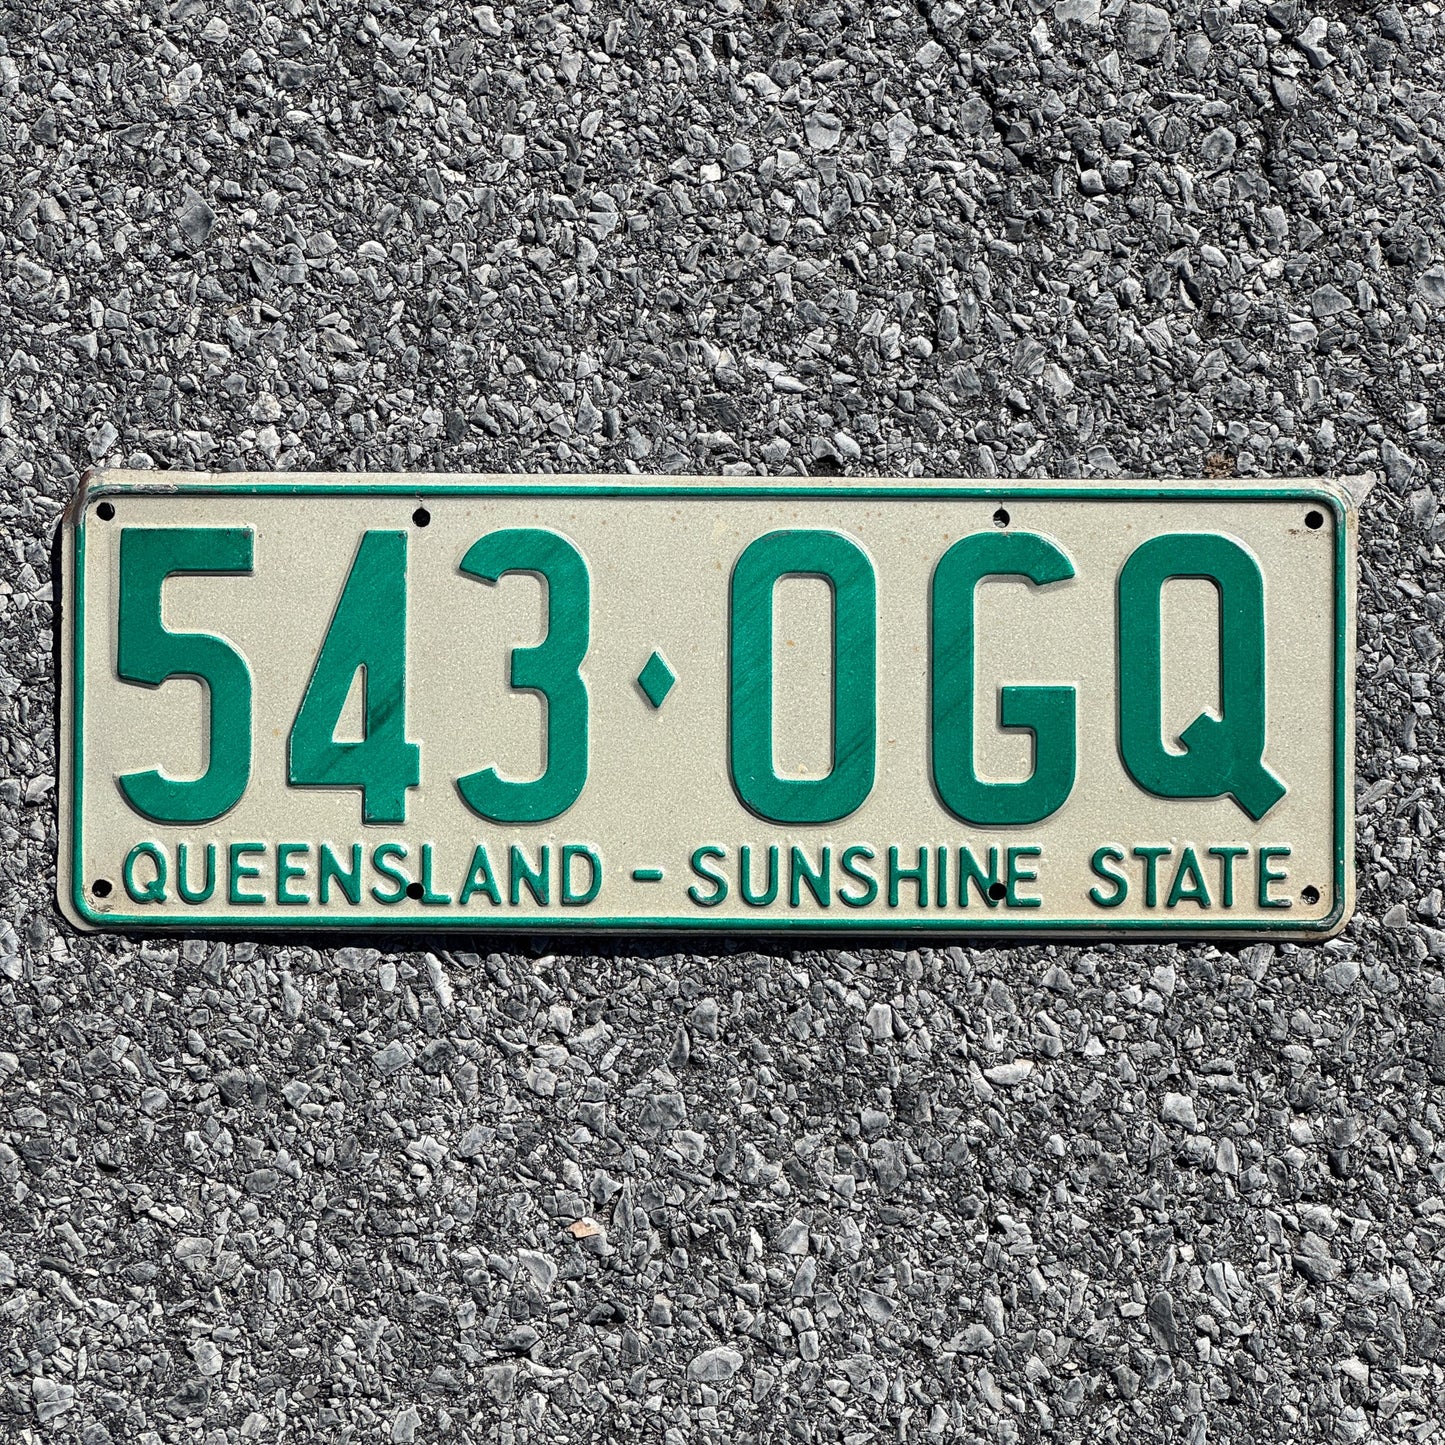 543♦OGQ
QUEENSLAND - SUNSHINE STATE